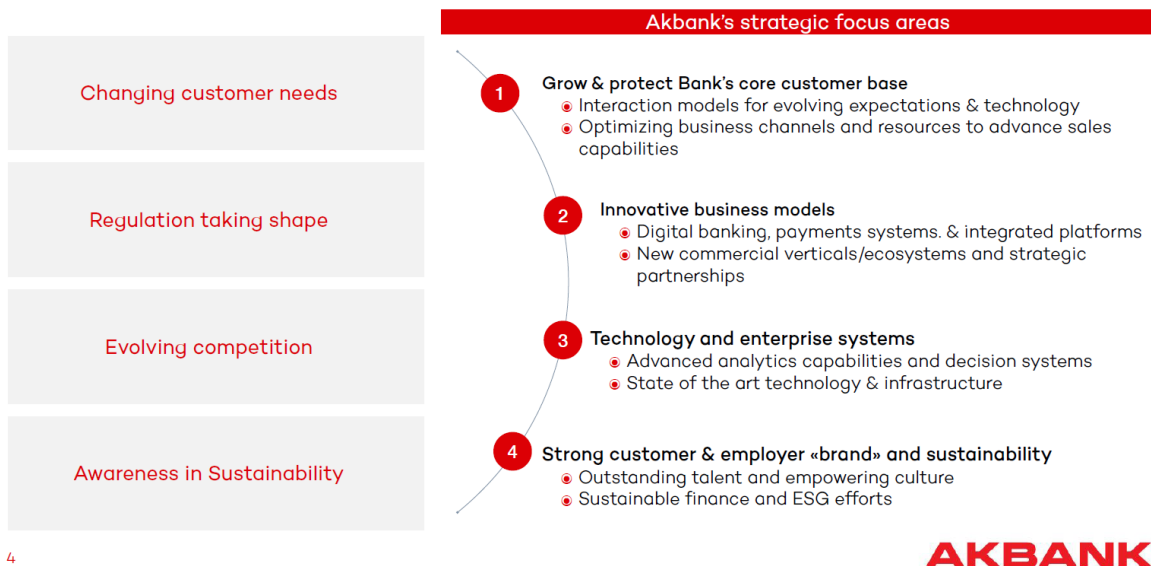 Akbank's strategic focus areas
Changing customer needs
Regulation taking shape
Evolving competition
Awareness in Sustainability
1
Grow & protect Bank's core customer base
Interaction models for evolving expectations & technology
Optimizing business channels and resources to advance sales
capabilities
2
Innovative business models
Digital banking, payments systems. & integrated platforms
New commercial verticals/ecosystems and strategic
partnerships
3
Technology and enterprise systems
Advanced analytics capabilities and decision systems
State of the art technology & infrastructure
4
Strong customer & employer «brand» and sustainability
Outstanding talent and empowering culture
Sustainable finance and ESG efforts
4
AKBANK